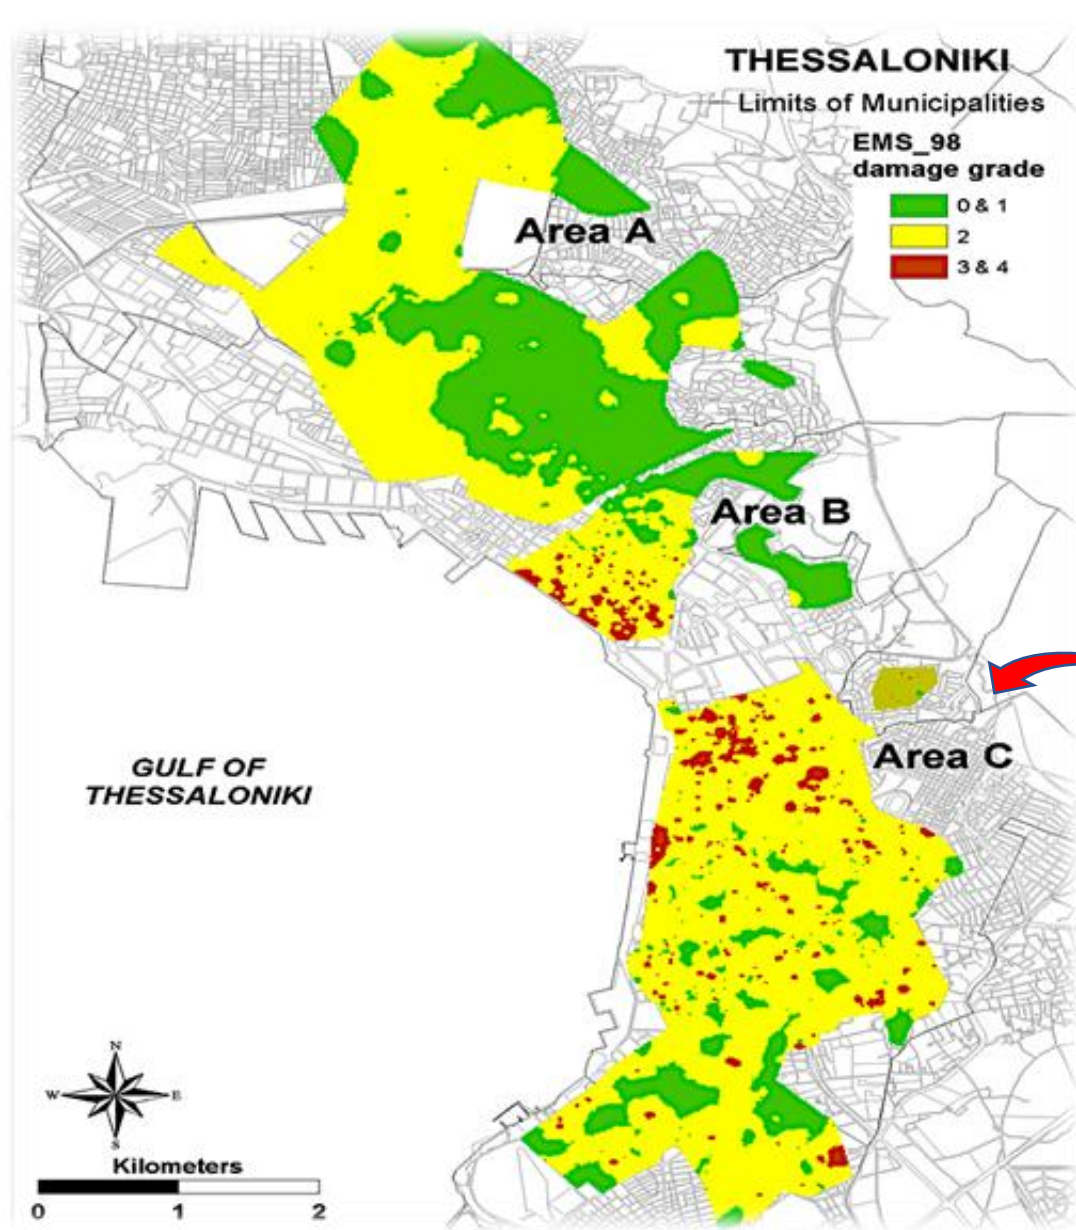 THESSALONIKI
Limits of Municipalities
EMS_98
damage grade
0 & 1
2
3 & 4
Area A
Area B
Area C
GULF OF
THESSALONIKI
N
W E
S
Kilometers
0 1 2